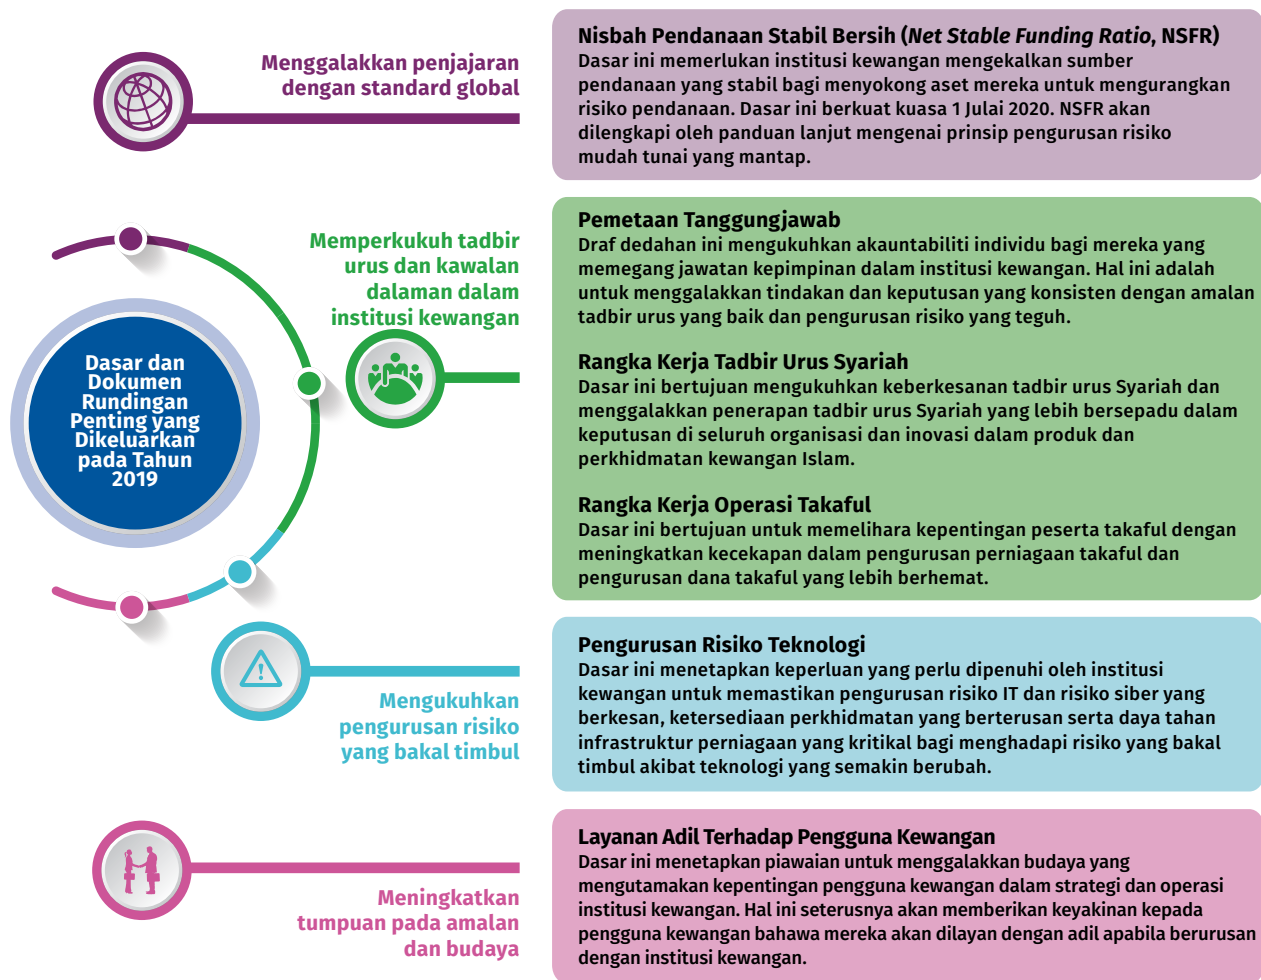 Menggalakkan penjajaran
dengan standard global
Nisbah Pendanaan Stabil Bersih (Net Stable Funding Ratio, NSFR)
Dasar ini memerlukan institusi kewangan mengekalkan sumber
pendanaan yang stabil bagi menyokong aset mereka untuk mengurangkan
risiko pendanaan. Dasar ini berkuat kuasa 1 Julai 2020. NSFR akan
dilengkapi oleh panduan lanjut mengenai prinsip pengurusan risiko
mudah tunai yang mantap.
Dasar dan
Dokumen
Rundingan
Penting yang
Dikeluarkan
pada Tahun
2019
Memperkukuh tadbir
urus dan kawalan
dalaman dalam
institusi kewangan
Pemetaan Tanggungjawab
Draf dedahan ini mengukuhkan akauntabiliti individu bagi mereka yang
memegang jawatan kepimpinan dalam institusi kewangan. Hal ini adalah
untuk menggalakkan tindakan dan keputusan yang konsisten dengan amalan
tadbir urus yang baik dan pengurusan risiko yang teguh.
Rangka Kerja Tadbir Urus Syariah
Dasar ini bertujuan mengukuhkan keberkesanan tadbir urus Syariah dan
menggalakkan penerapan tadbir urus Syariah yang lebih bersepadu dalam
keputusan di seluruh organisasi dan inovasi dalam produk dan
perkhidmatan kewangan Islam.
Rangka Kerja Operasi Takaful
Dasar ini bertujuan untuk memelihara kepentingan peserta takaful dengan
meningkatkan kecekapan dalam pengurusan perniagaan takaful dan
pengurusan dana takaful yang lebih berhemat.
Mengukuhkan
pengurusan risiko
yang bakal timbul
Pengurusan Risiko Teknologi
Dasar ini menetapkan keperluan yang perlu dipenuhi oleh institusi
kewangan untuk memastikan pengurusan risiko IT dan risiko siber yang
berkesan, ketersediaan perkhidmatan yang berterusan serta daya tahan
infrastruktur perniagaan yang kritikal bagi menghadapi risiko yang bakal
timbul akibat teknologi yang semakin berubah.
Meningkatkan
tumpuan pada amalan
dan budaya
Layanan Adil Terhadap Pengguna Kewangan
Dasar ini menetapkan piawaian untuk menggalakkan budaya yang
mengutamakan kepentingan pengguna kewangan dalam strategi dan operasi
institusi kewangan. Hal ini seterusnya akan memberikan keyakinan kepada
pengguna kewangan bahawa mereka akan dilayan dengan adil apabila berurusan
dengan institusi kewangan.